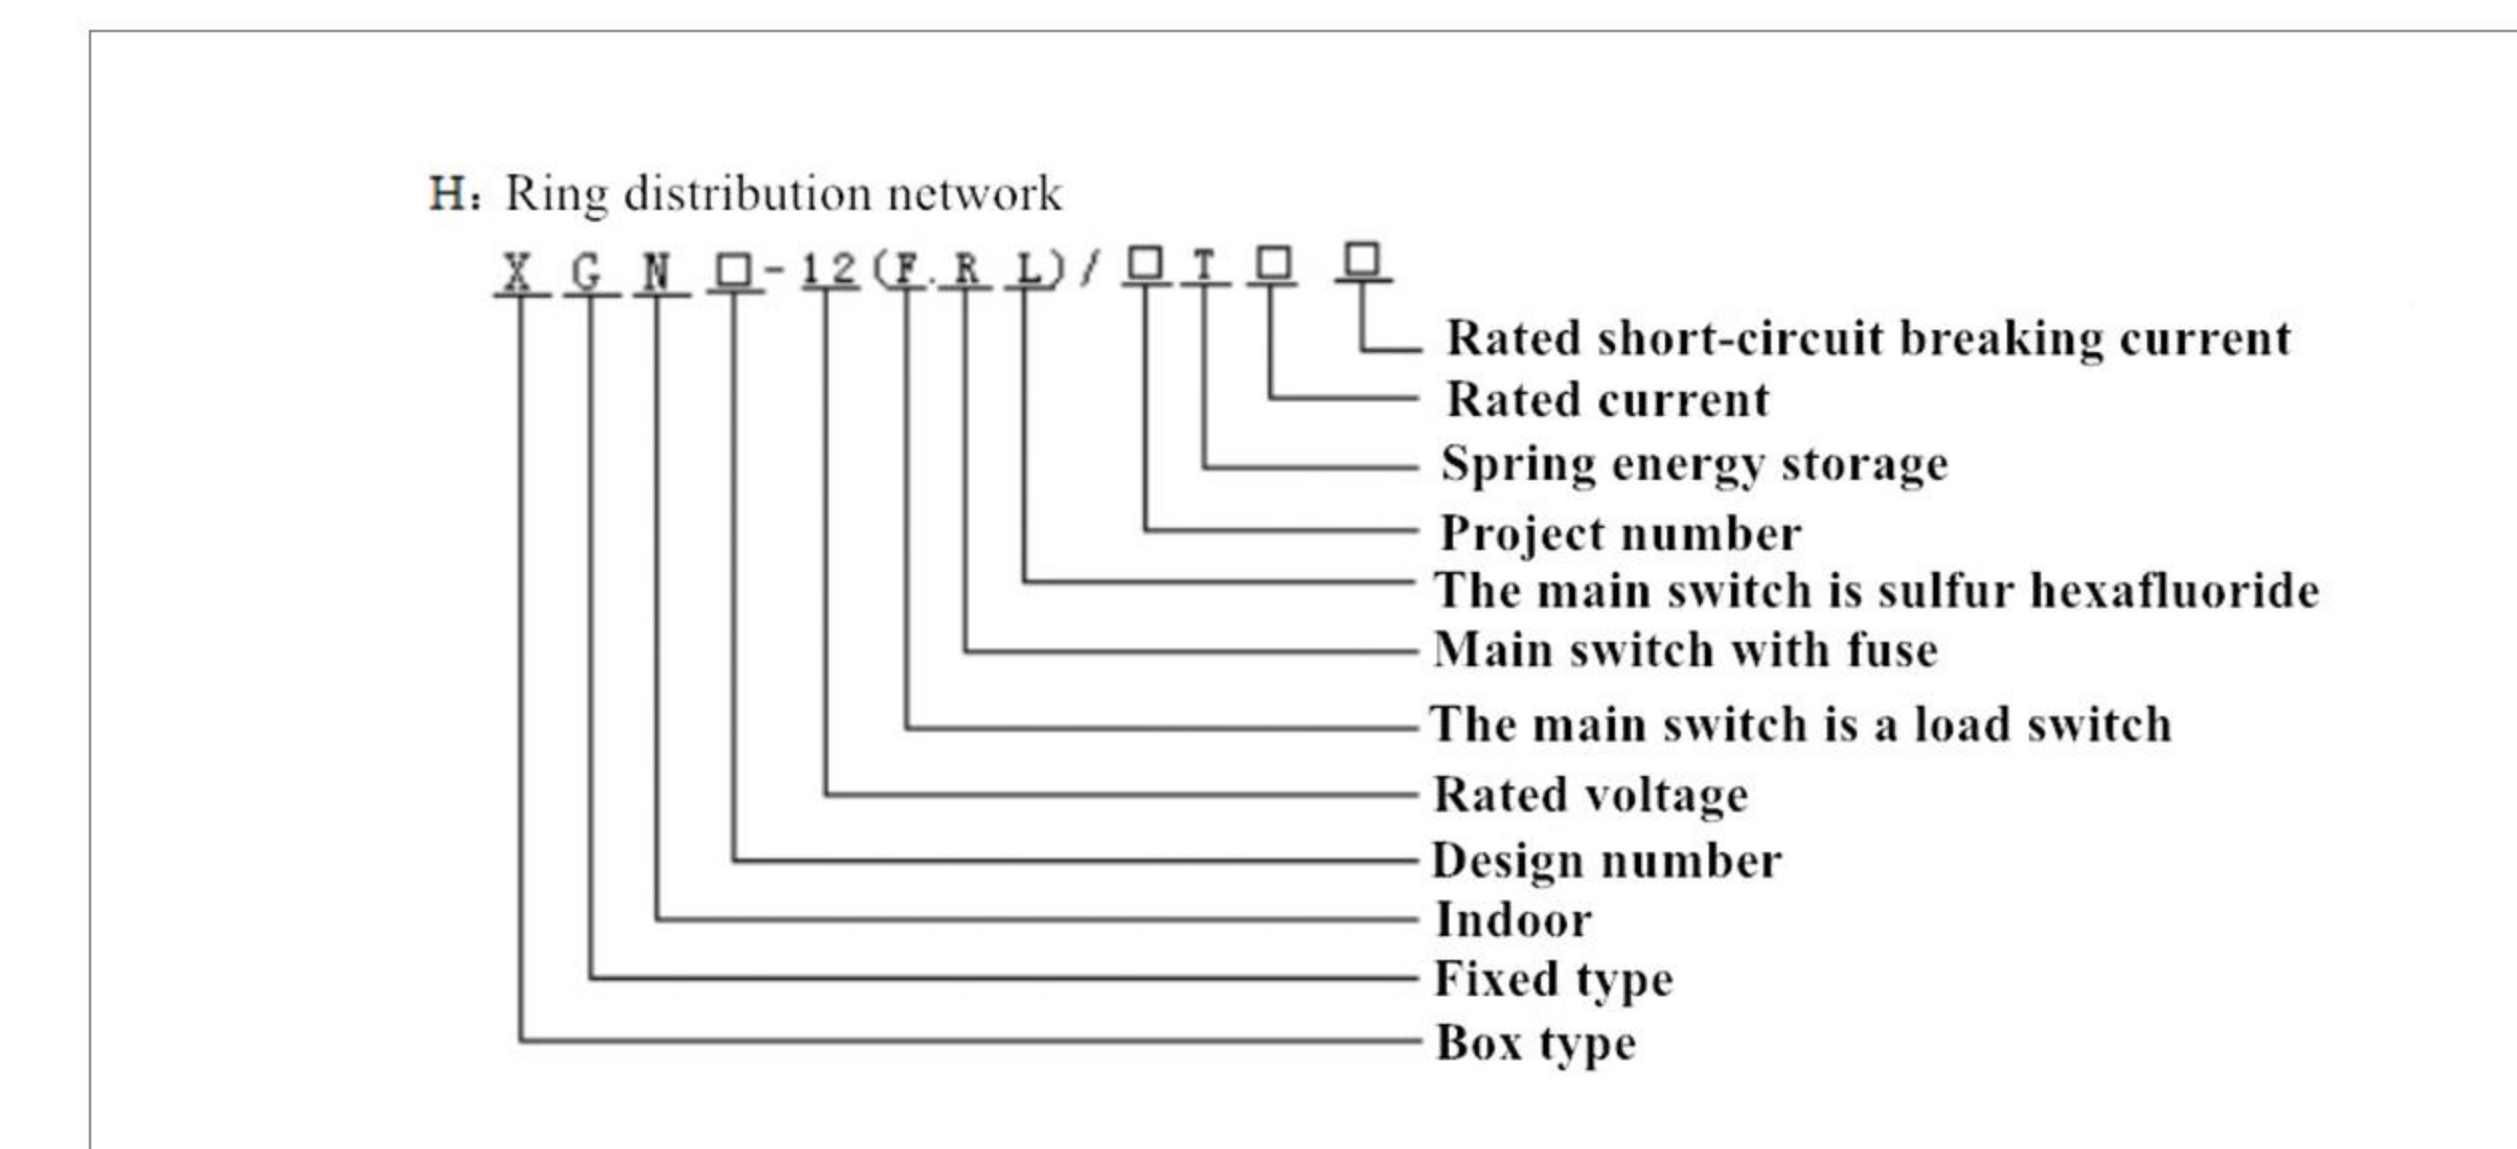 H: Ring distribution network
X G N □-12(F.R L)/□ T □ □
Rated short-circuit breaking current
Rated current
Spring energy storage
Project number
The main switch is sulfur hexafluoride
Main switch with fuse
The main switch is a load switch
Rated voltage
Design number
Indoor
Fixed type
Box type